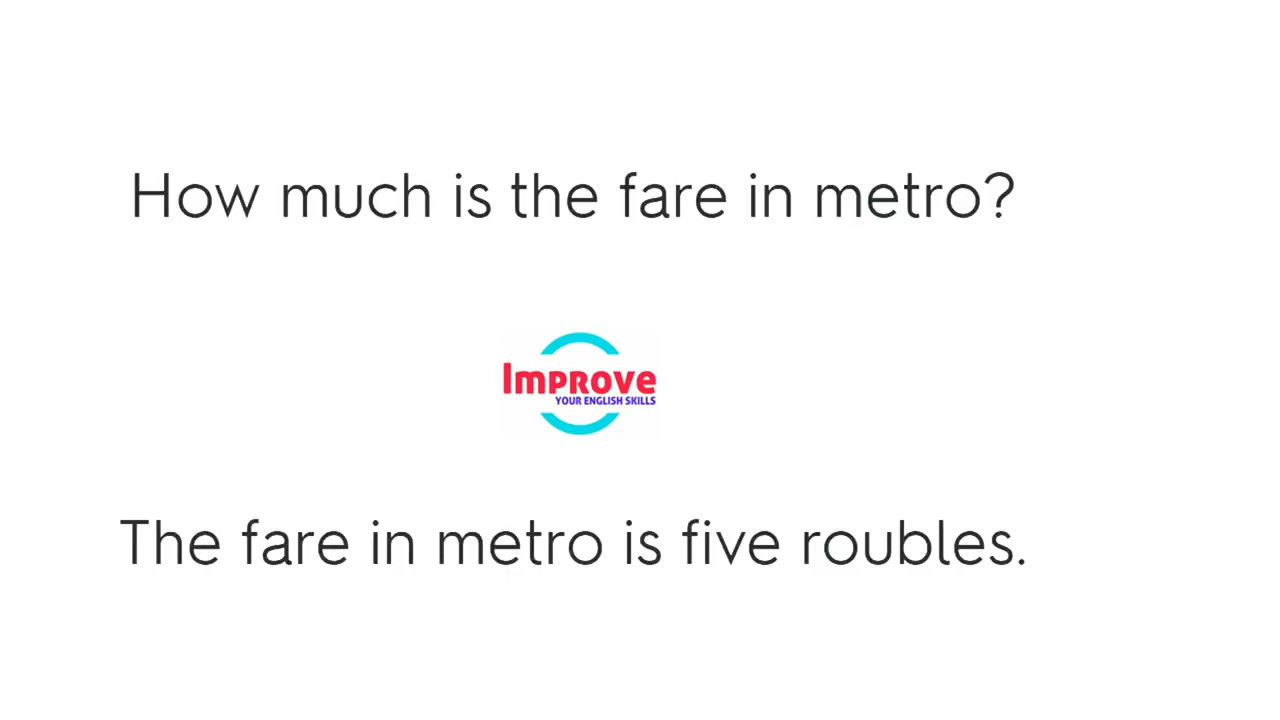 How much is the fare in metro?
Improve
YOUR ENGLISH SKILLS
The fare in metro is five roubles.